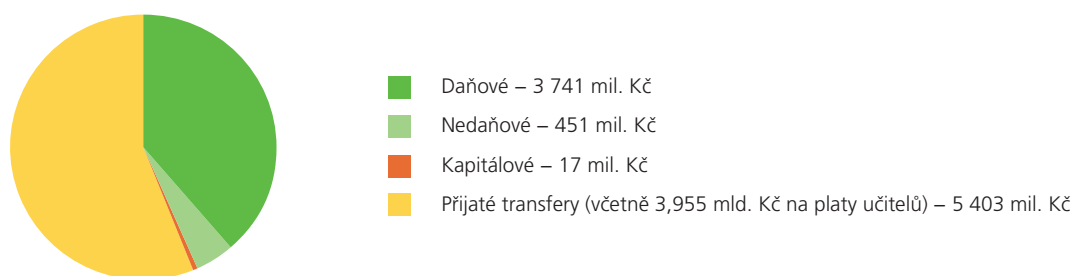 Daňové – 3 741 mil. Kč
Nedaňové – 451 mil. Kč
Kapitálové – 17 mil. Kč
Přijaté transfery (včetně 3,955 mld. Kč na platy učitelů) – 5 403 mil. Kč